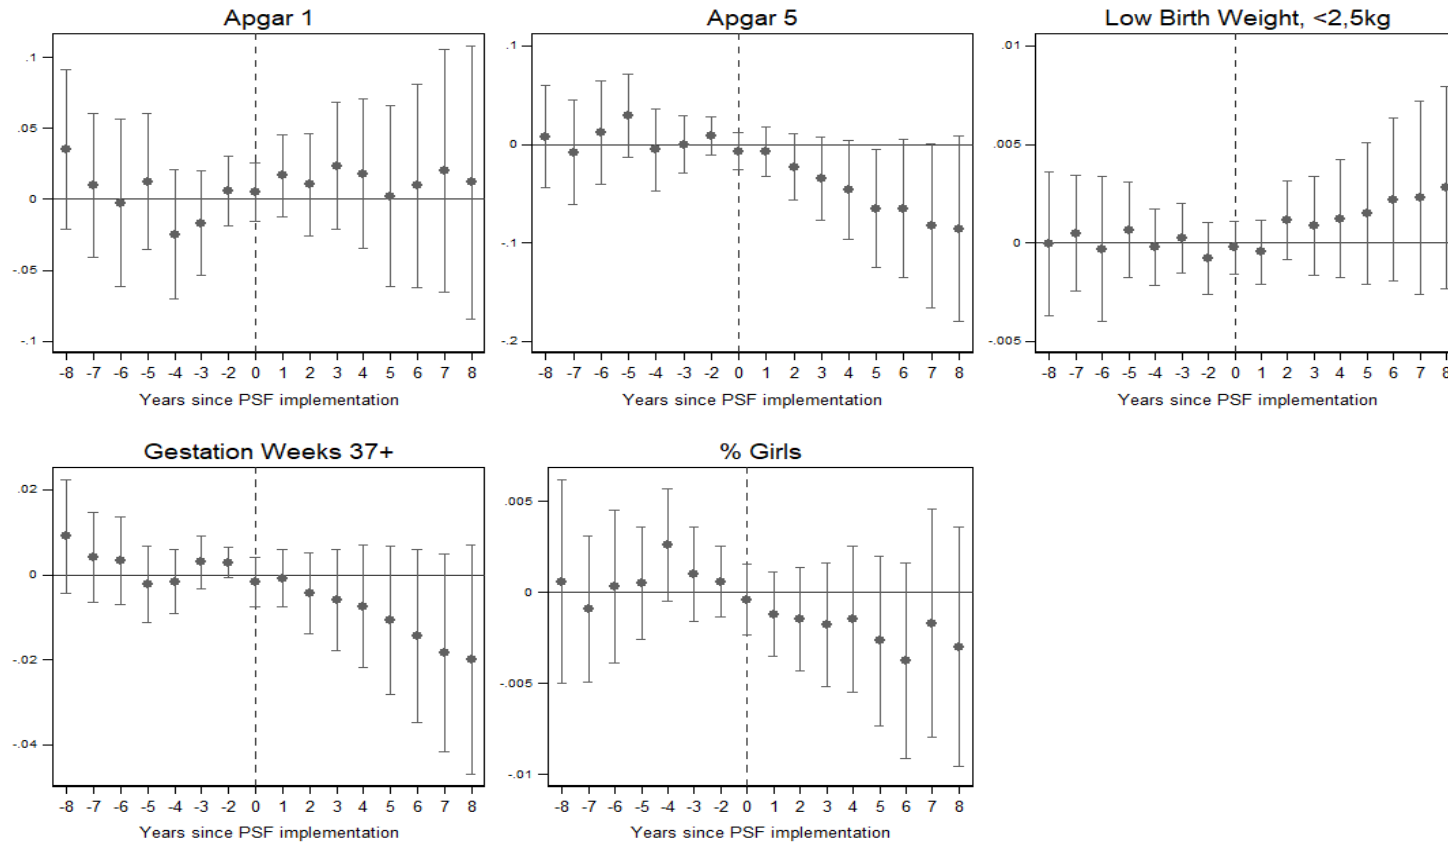 Apgar 1
.1
.05
0
-.05
-.1
-8 -7 -6 -5 -4 -3 -2 0 1 2 3 4 5 6 7 8
Years since PSF implementation
Apgar 5
.1
0
-.1
-.2
-8 -7 -6 -5 -4 -3 -2 0 1 2 3 4 5 6 7 8
Years since PSF implementation
Low Birth Weight, <2,5kg
.01
.005
0
-.005
-8 -7 -6 -5 -4 -3 -2 0 1 2 3 4 5 6 7 8
Years since PSF implementation
Gestation Weeks 37+
.02
0
-.02
-.04
-8 -7 -6 -5 -4 -3 -2 0 1 2 3 4 5 6 7 8
Years since PSF implementation
% Girls
.005
0
-.005
-.01
-8 -7 -6 -5 -4 -3 -2 0 1 2 3 4 5 6 7 8
Years since PSF implementation